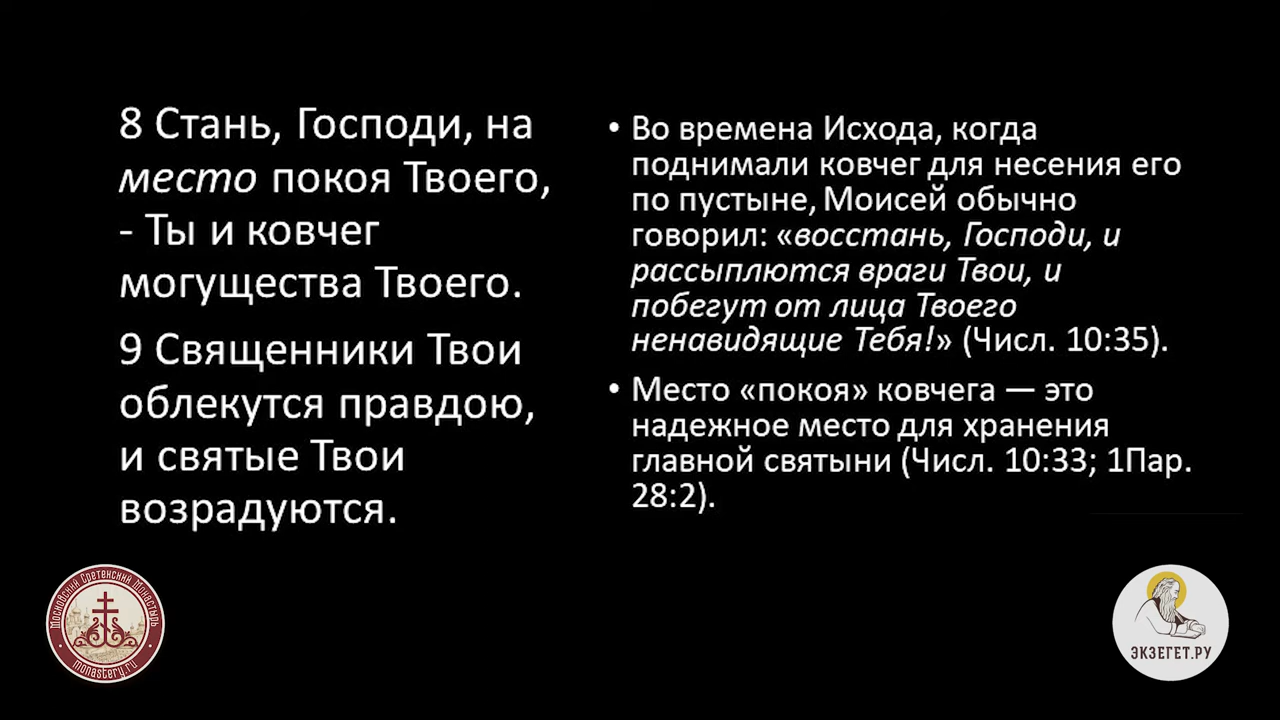 8 Стань, Господи, на
место покоя Твоего,
- Ты и ковчег
могущества Твоего.
9 Священники Твои
облекутся правдою,
и святые Твои
возрадуются.
• Во времена Исхода, когда
поднимали ковчег для несения его
по пустыне, Моисей обычно
говорил: «восстань, Господи, и
рассыплются враги Твои, и
побегут от лица Твоего
ненавидящие Тебя!» (Числ. 10:35).
• Место «покоя» ковчега — это
надежное место для хранения
главной святыни (Числ. 10:33; 1Пар.
28:2).
Московский Сретенский Монастырь
monastery.ru
ЭКЗЕГЕТ.РУ